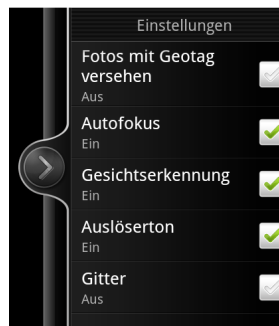 Einstellungen
Fotos mit Geotag
versehen
Aus
Autofokus
Ein
Gesichtserkennung
Ein
Auslöserton
Ein
Gitter
Aus